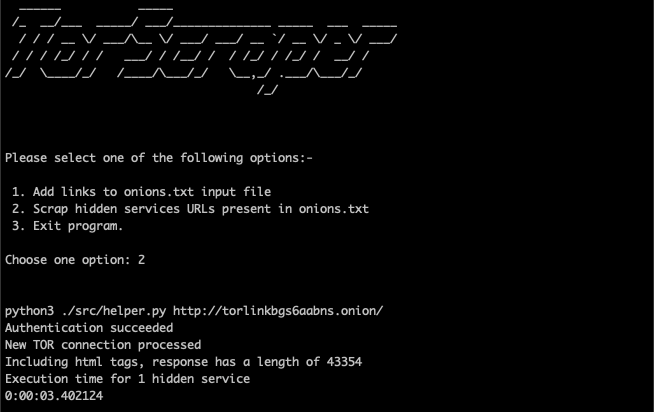 TorScraper
Please select one of the following options:-
1. Add links to onions.txt input file
2. Scrap hidden services URLs present in onions.txt
3. Exit program.
Choose one option: 2
python3 ./src/helper.py http://torlinkbgs6aabns.onion/
Authentication succeeded
New TOR connection processed
Including html tags, response has a length of 43354
Execution time for 1 hidden service
0:00:03.402124